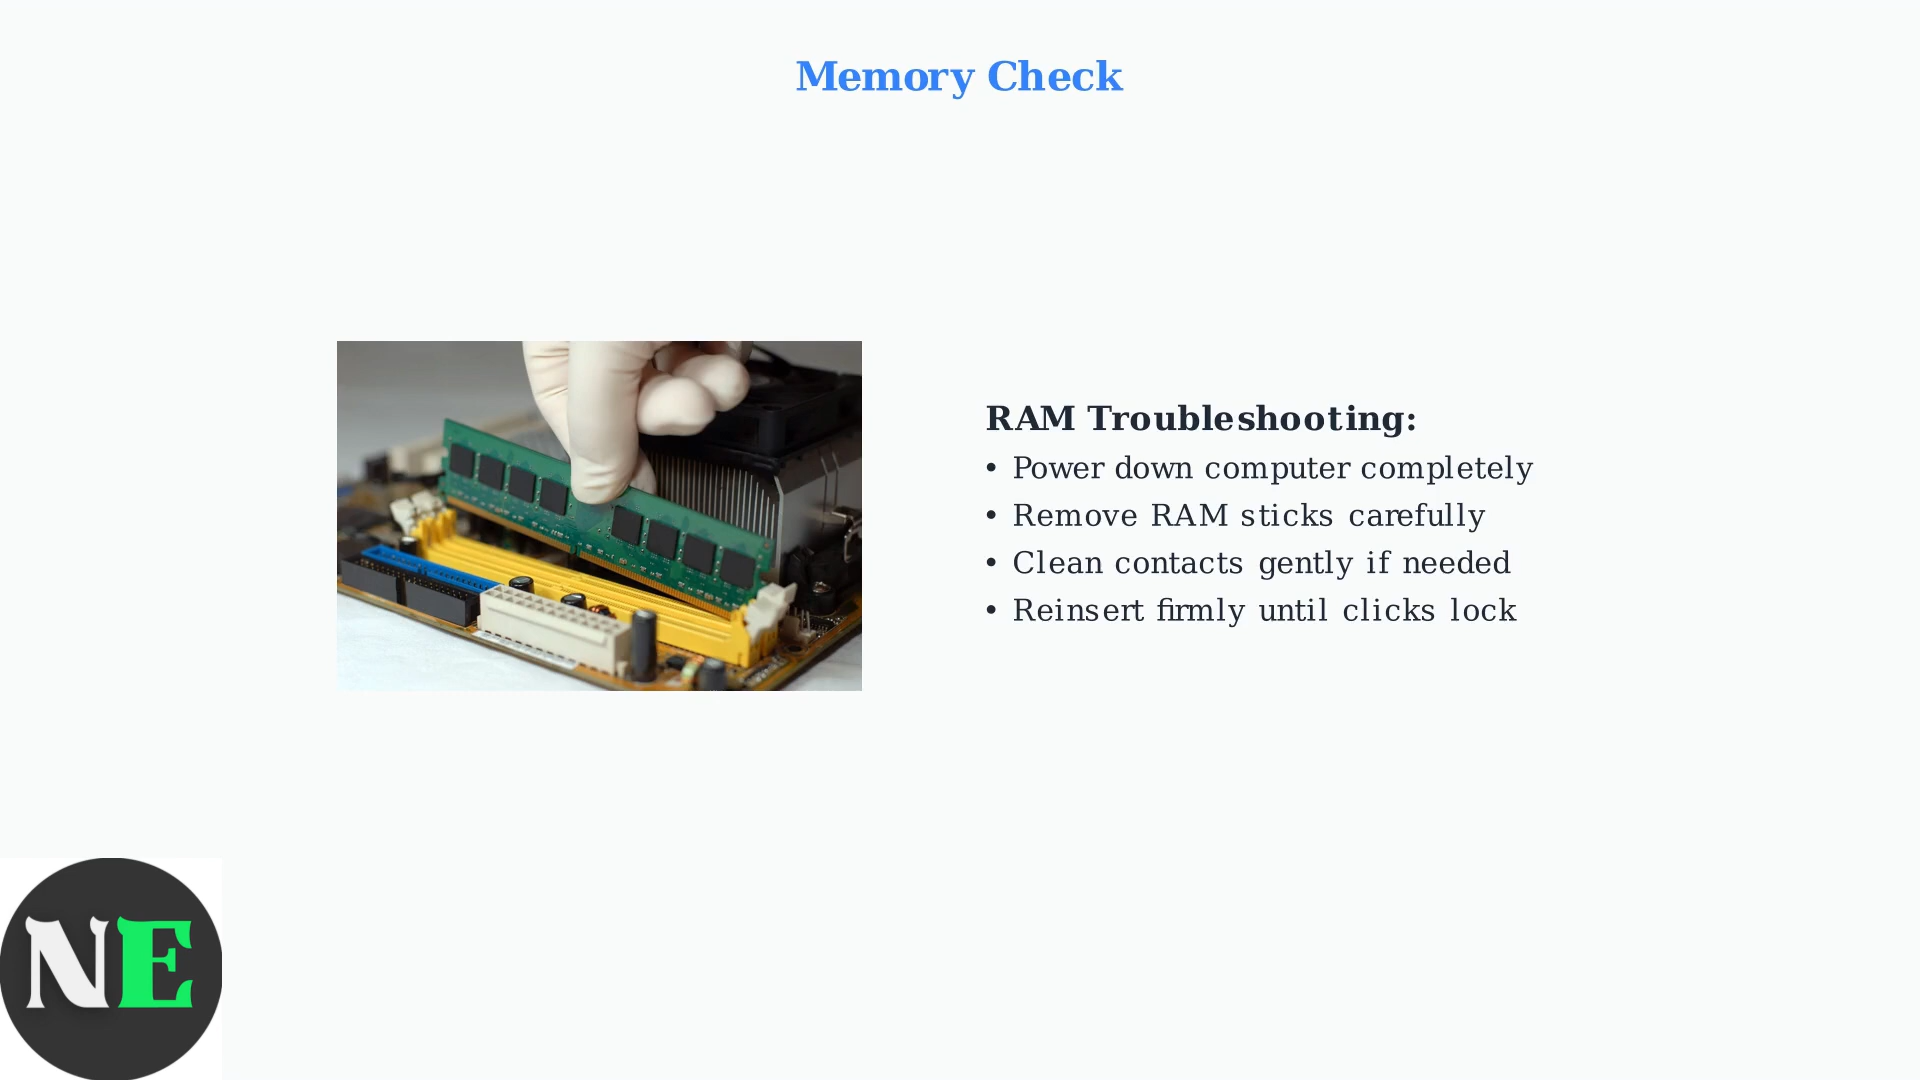 Memory Check
RAM Troubleshooting:
• Power down computer completely
• Remove RAM sticks carefully
• Clean contacts gently if needed
• Reinsert firmly until clicks lock
NE